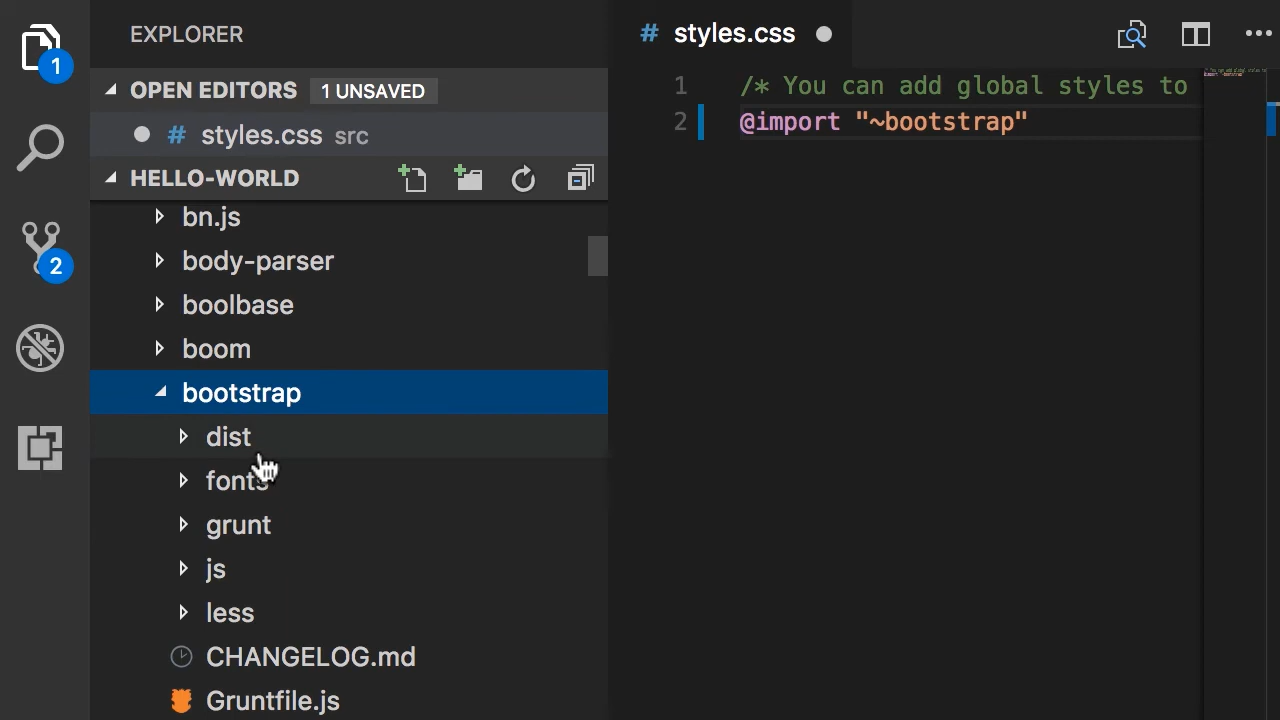 EXPLORER
OPEN EDITORS 1 UNSAVED
# styles.css src
HELLO-WORLD
bn.js
body-parser
boolbase
boom
bootstrap
dist
fonts
grunt
js
less
CHANGELOG.md
Gruntfile.js
1
2
# styles.css
1 /* You can add global styles to
2 @import "~bootstrap"